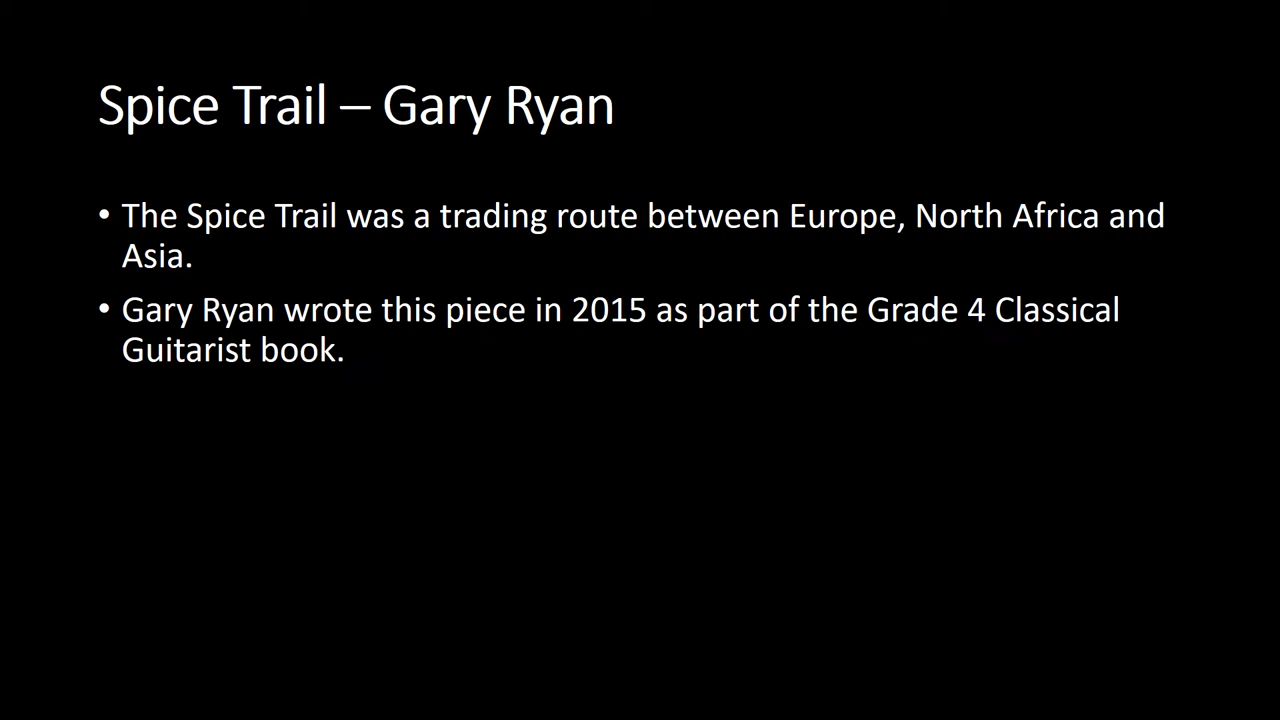 Spice Trail – Gary Ryan
• The Spice Trail was a trading route between Europe, North Africa and
Asia.
• Gary Ryan wrote this piece in 2015 as part of the Grade 4 Classical
Guitarist book.